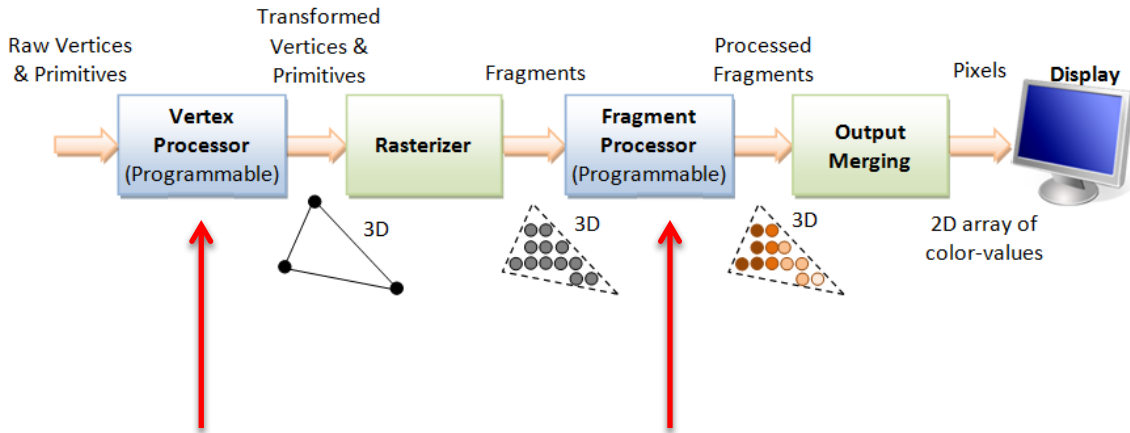 Raw Vertices
& Primitives
Transformed
Vertices &
Primitives
Fragments
Processed
Fragments
Pixels
Display
Vertex
Processor
(Programmable)
Rasterizer
Fragment
Processor
(Programmable)
Output
Merging
3D
3D
3D
2D array of
color-values